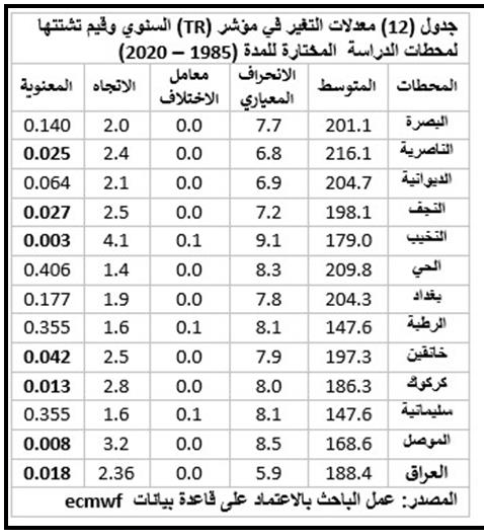 جدول (12) معدلات التغير في مؤشر (TR) السنوي وقيم تشتتها
لمحطات الدراسة المختارة للمدة (1985 – 2020)
المحطات المتوسط الانحراف المعياري معامل الاختلاف الاتجاه المعنوية
البصرة 201.1 7.7 0.0 2.0 0.140
الناصرية 216.1 6.8 0.0 2.4 0.025
الديوانية 204.7 6.9 0.0 2.1 0.064
النجف 198.1 7.2 0.0 2.5 0.027
النخيب 179.0 9.1 0.1 4.1 0.003
الحي 209.8 8.3 0.0 1.4 0.406
بغداد 204.3 7.8 0.0 1.9 0.177
الرطبة 147.6 8.1 0.1 1.6 0.355
خانقين 197.3 7.9 0.0 2.5 0.042
كركوك 186.3 8.0 0.0 2.8 0.013
سليمانية 147.6 8.1 0.1 1.6 0.355
الموصل 168.6 8.5 0.0 3.2 0.008
العراق 188.4 5.9 0.0 2.36 0.018
المصدر: عمل الباحث بالاعتماد على قاعدة بيانات ecmwf